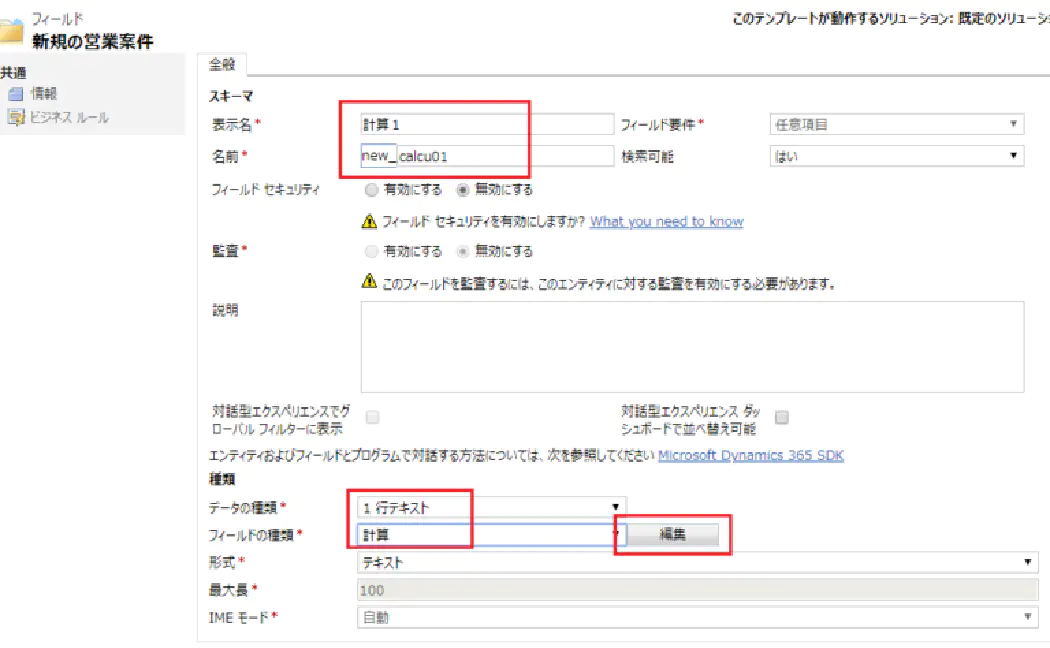 フィールド
新規の営業案件
このテンプレートが動作するソリューション: 既定のソリューシ
共通
情報
ビジネス ルール
全般
スキーマ
表示名* 計算 1 フィールド要件* 任意項目
名前* new_ calcu01 検索可能 はい
フィールド セキュリティ 有効にする 無効にする
フィールド セキュリティを有効にしますか? What you need to know
監査* 有効にする 無効にする
このフィールドを監査するには、このエンティティに対する監査を有効にする必要があります。
説明
対話型エクスペリエンスでグ
ローバル フィルターに表示
対話型エクスペリエンス ダッ
シュボードで並べ替え可能
エンティティおよびフィールドとプログラムで対話する方法については、次を参照してください Microsoft Dynamics 365 SDK
種類
データの種類* 1 行テキスト
フィールドの種類* 計算 編集
形式* テキスト
最大長* 100
IME モード* 自動